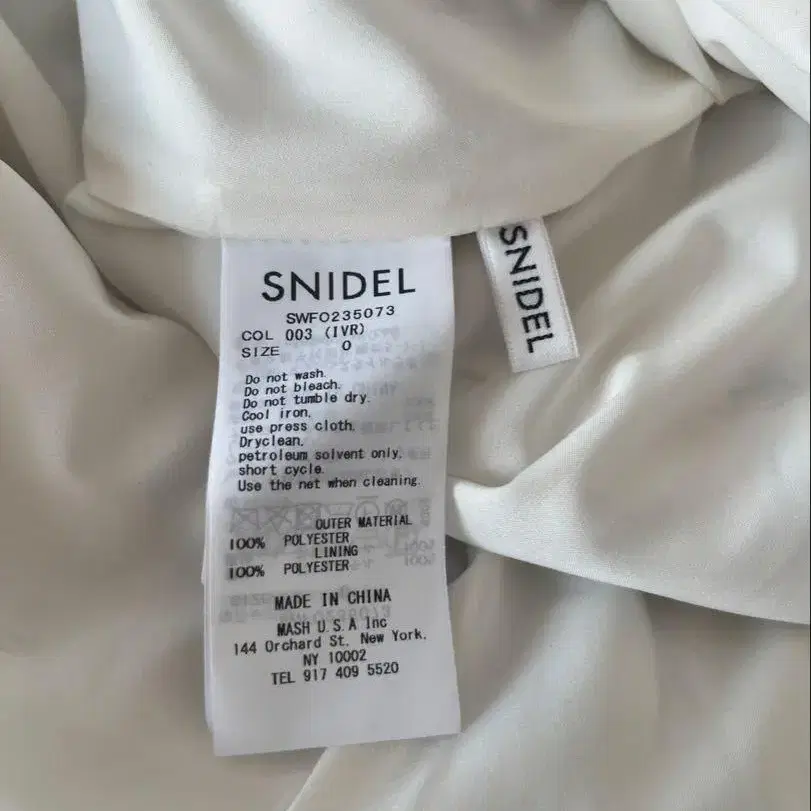 SNIDEL
SWFO235073
COL 003 (IVR)
SIZE 0
Do not wash.
Do not bleach.
Do not tumble dry.
Cool iron,
use press cloth.
Dryclean,
petroleum solvent only,
short cycle.
Use the net when cleaning.
OUTER MATERIAL
100% POLYESTER
LINING
100% POLYESTER
MADE IN CHINA
MASH U.S.A Inc
144 Orchard St. New York,
NY 10002
TEL 917 409 5520
SNIDEL